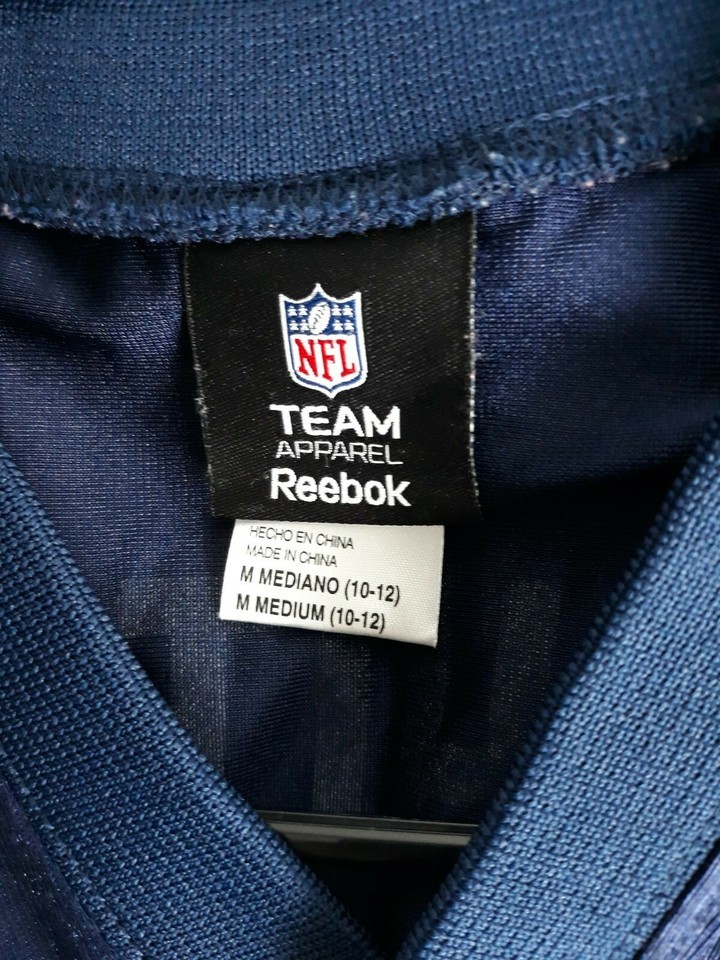 NFL
TEAM
APPAREL
Reebok
HECHO EN CHINA
MADE IN CHINA
M MEDIANO (10-12)
M MEDIUM (10-12)